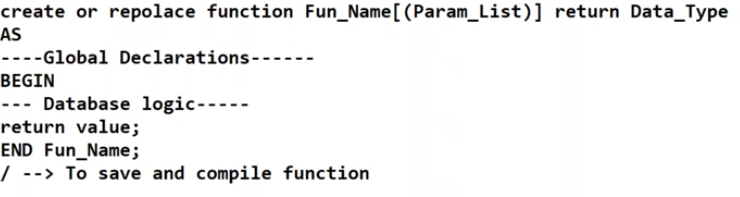 create or repolace function Fun_Name[(Param_List)] return Data_Type
AS
----Global Declarations------
BEGIN
--- Database logic-----
return value;
END Fun_Name;
/ --> To save and compile function